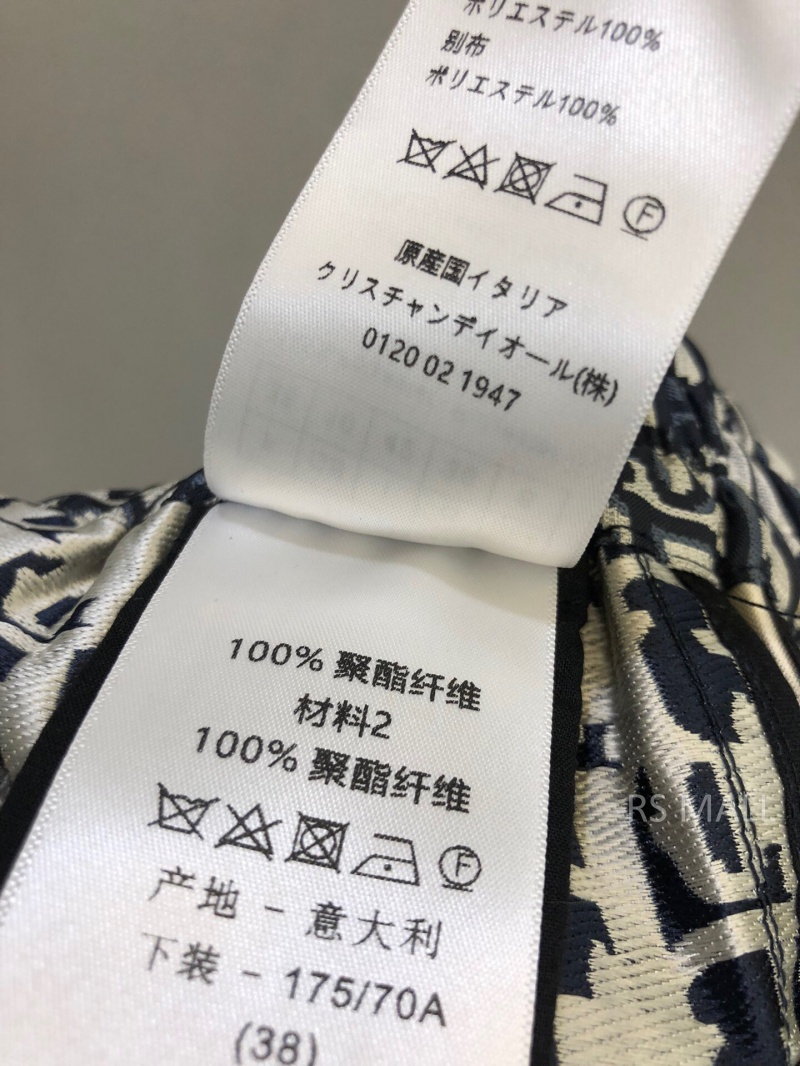 ポリエステル100%
別布
ポリエステル100%
F
原産国イタリア
クリスチャンディオール(株)
0120 02 1947
100% 聚酯纤维
材料2
100% 聚酯纤维
F
产地 - 意大利
下装 - 175/70A
(38)
RS MALL